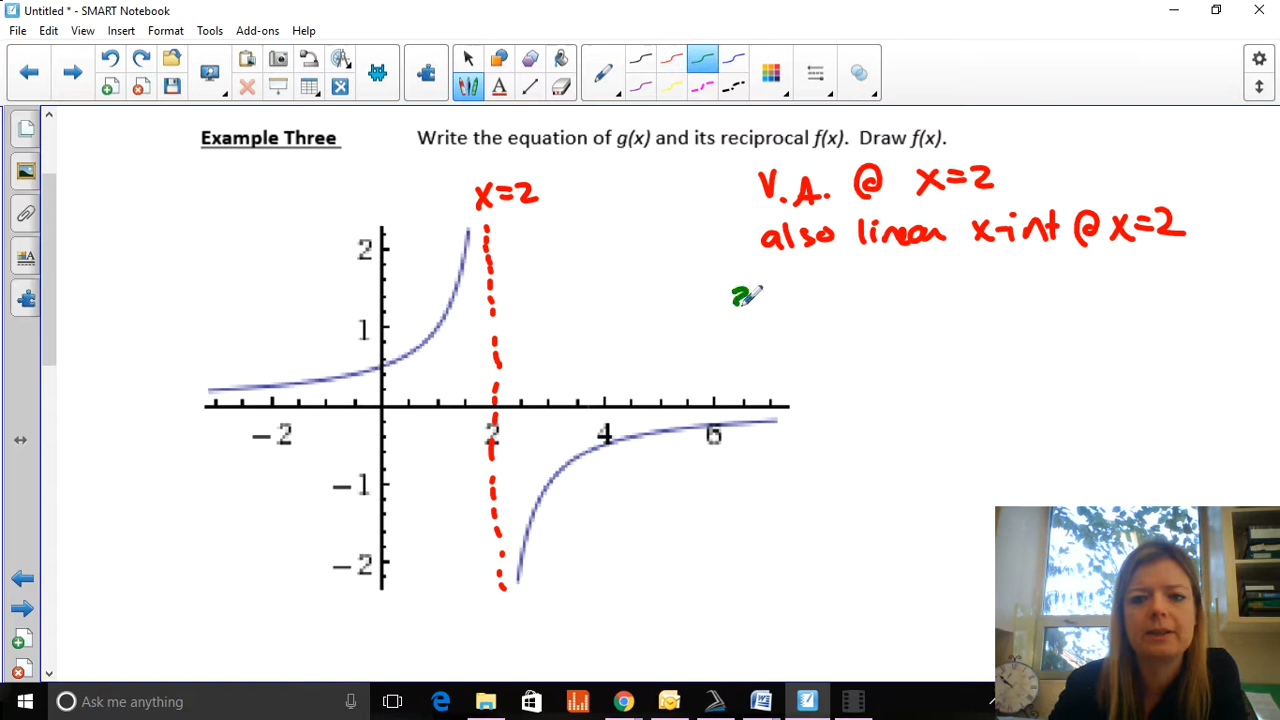 Untitled * - SMART Notebook
File Edit View Insert Format Tools Add-ons Help
Example Three Write the equation of g(x) and its reciprocal f(x). Draw f(x).
V.A. @ x=2
x=2
also linear x-int @ x=2
2
1
-2 2 4 6
-1
-2
Ask me anything